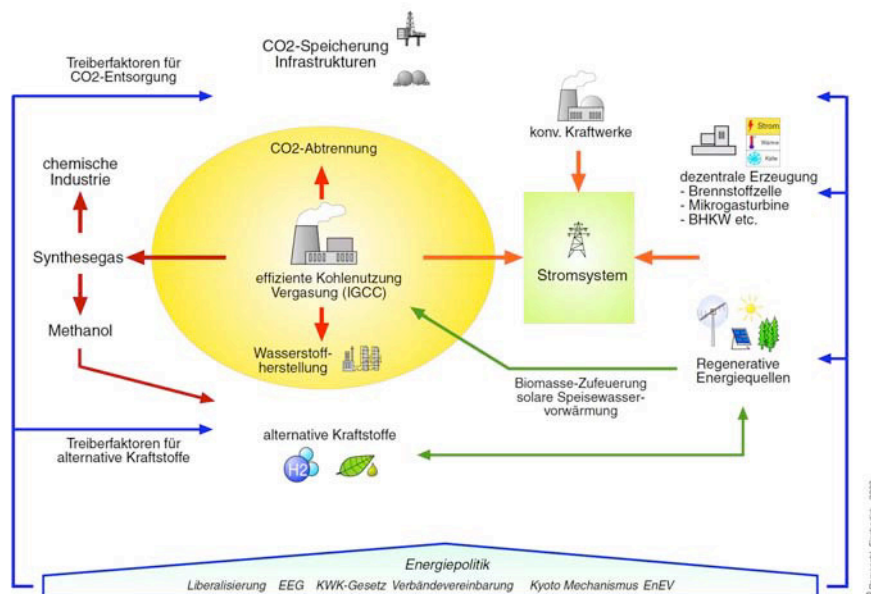 Treiberfaktoren für
CO2-Entsorgung
CO2-Speicherung
Infrastrukturen
konv. Kraftwerke
Strom
Wärme
Kälte
dezentrale Erzeugung
- Brennstoffzelle
- Mikrogasturbine
- BHKW etc.
chemische
Industrie
CO2-Abtrennung
Synthesegas
effiziente Kohlenutzung
Vergasung (IGCC)
Stromsystem
Methanol
Wasserstoff-
herstellung
Biomasse-Zufeuerung
solare Speisewasser-
vorwärmung
Regenerative
Energiequellen
Treiberfaktoren für
alternative Kraftstoffe
alternative Kraftstoffe
H2
Energiepolitik
Liberalisierung EEG KWK-Gesetz Verbändevereinbarung Kyoto Mechanismus EnEV